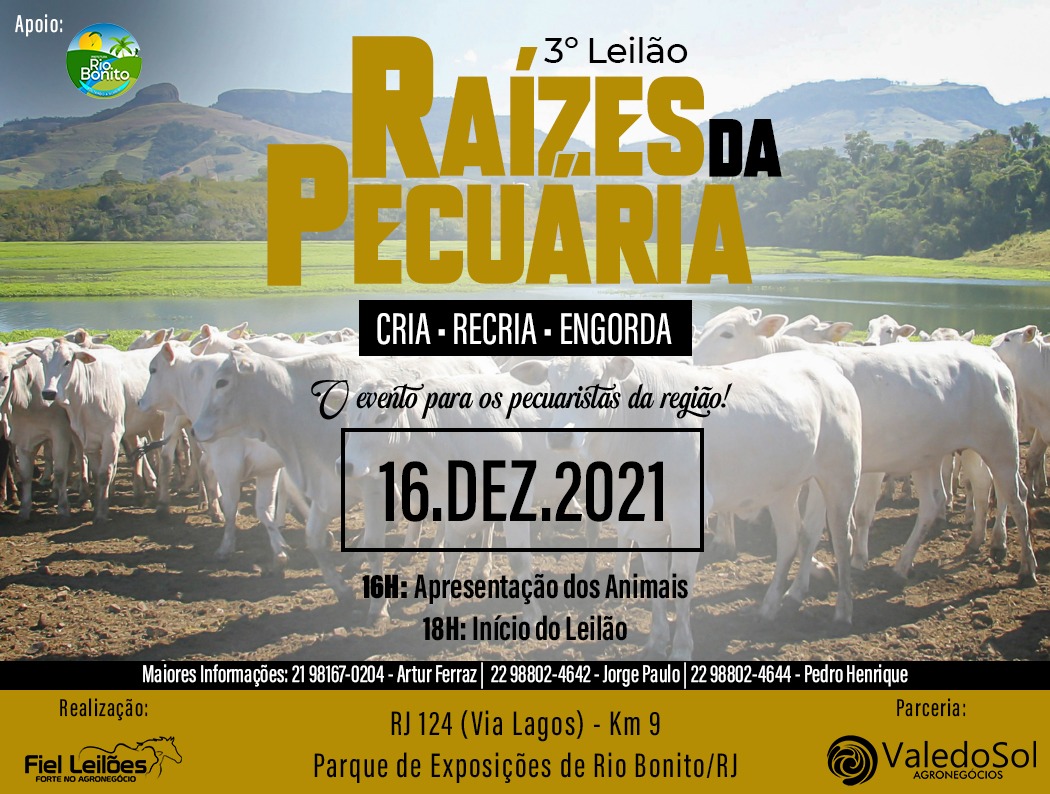 Apoio:
Rio
Bonito
3º Leilão
RAÍZES DA
PECUÁRIA
CRIA · RECRIA · ENGORDA
O evento para os pecuaristas da região!
16.DEZ.2021
16H: Apresentação dos Animais
18H: Início do Leilão
Maiores Informações: 21 98167-0204 - Artur Ferraz | 22 98802-4642 - Jorge Paulo | 22 98802-4644 - Pedro Henrique
Realização:
Fiel Leilões
FORTE NO AGRONEGÓCIO
RJ 124 (Via Lagos) - Km 9
Parque de Exposições de Rio Bonito/RJ
Parceria:
ValedoSol
AGRONEGÓCIOS